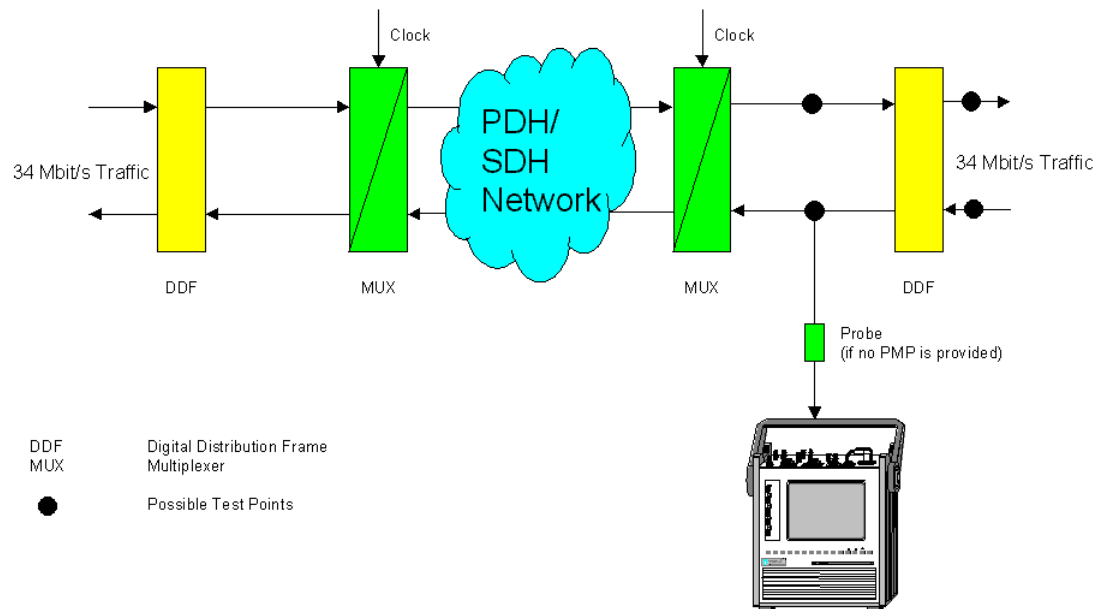 Clock
Clock
PDH/
SDH
Network
34 Mbit/s Traffic
34 Mbit/s Traffic
DDF
MUX
MUX
DDF
Probe
(if no PMP is provided)
DDF Digital Distribution Frame
MUX Multiplexer
Possible Test Points